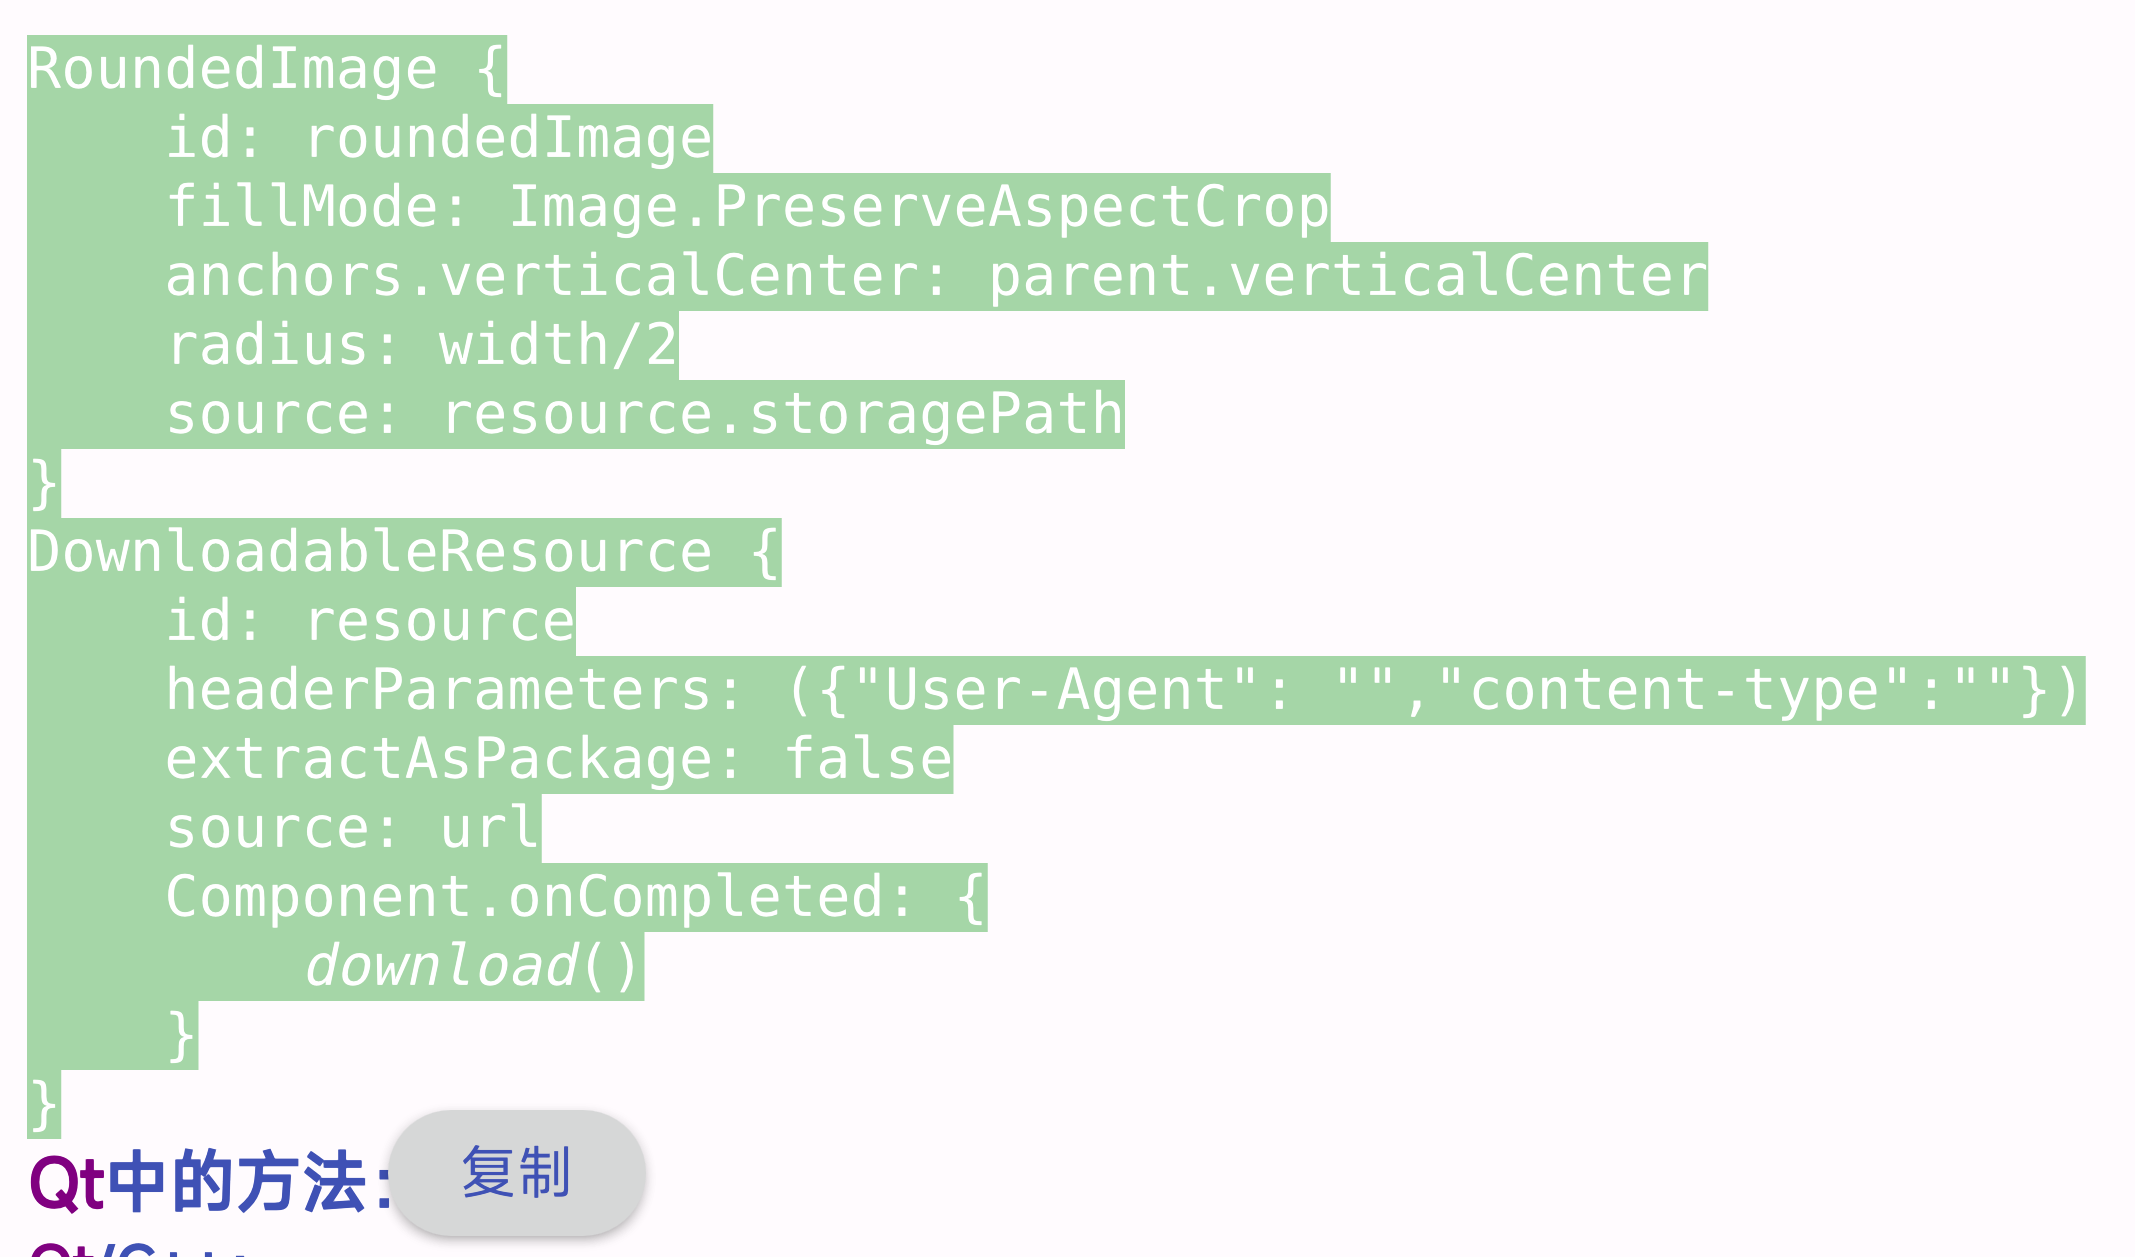 RoundedImage {
    id: roundedImage
    fillMode: Image.PreserveAspectCrop
    anchors.verticalCenter: parent.verticalCenter
    radius: width/2
    source: resource.storagePath
}
DownloadableResource {
    id: resource
    headerParameters: ({"User-Agent": "","content-type":""})
    extractAsPackage: false
    source: url
    Component.onCompleted: {
        download()
    }
}
Qt中的方法:
复制
Qt/C++: